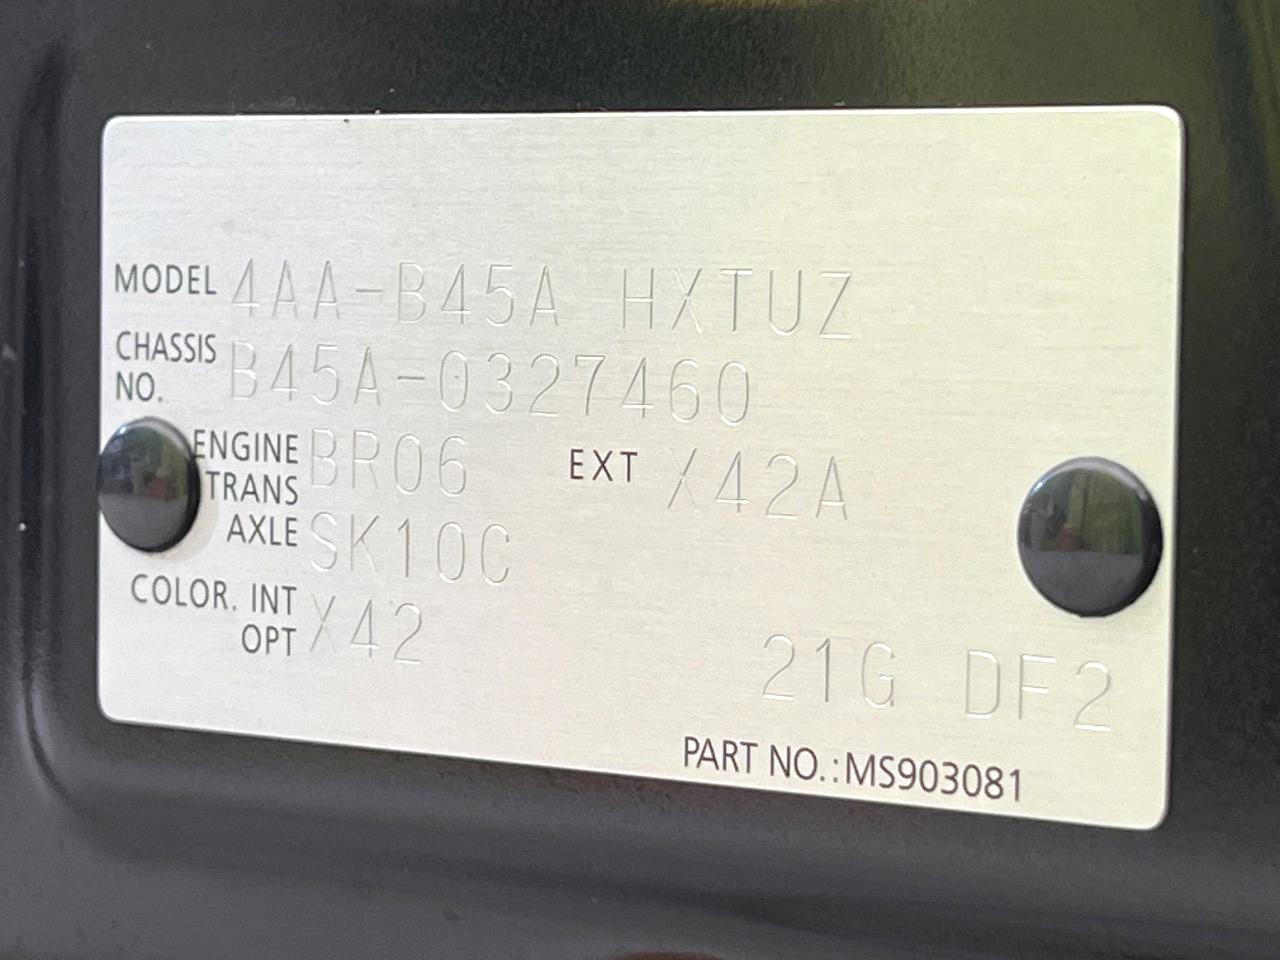 MODEL 4AA-B45A HXTUZ
CHASSIS NO. B45A-0327460
ENGINE BR06 EXT X42A
TRANS AXLE SK10C
COLOR. INT OPT X42
21G DF2
PART NO.:MS903081